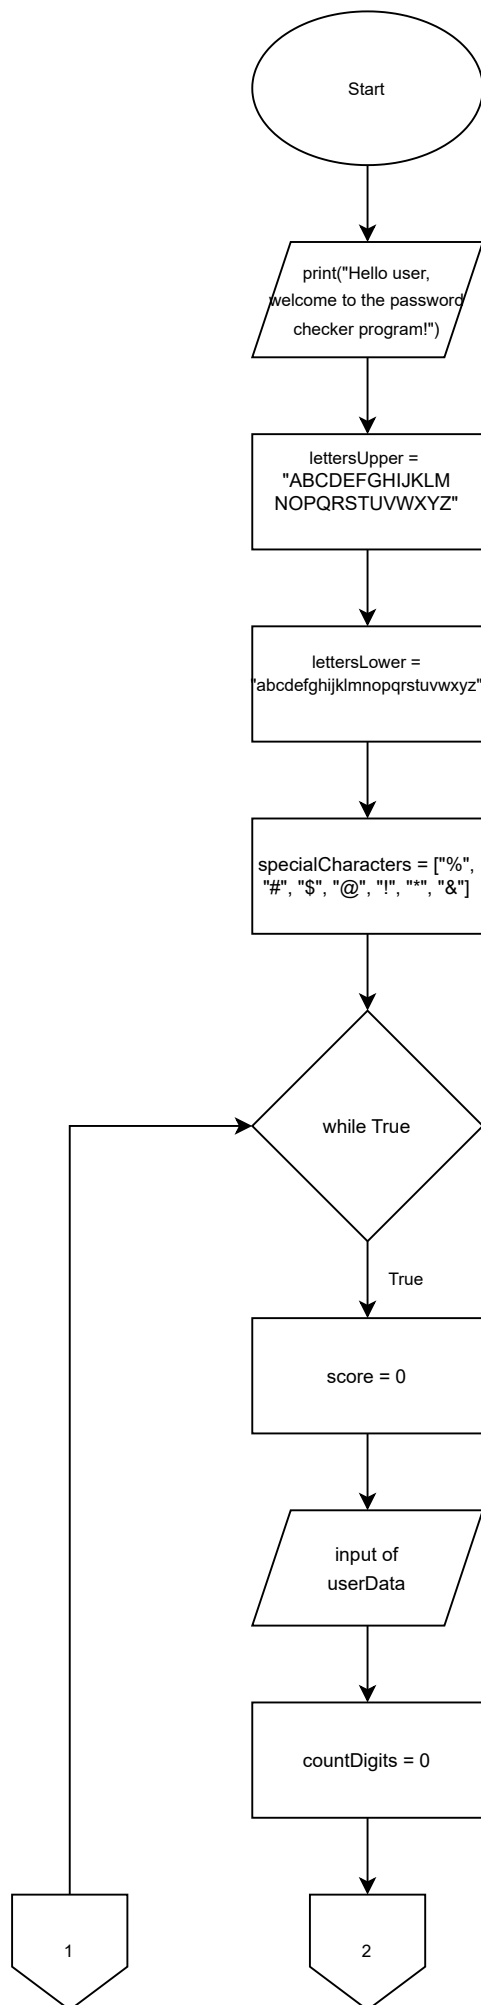 Start
print("Hello user,
welcome to the password
checker program!")
lettersUpper =
"ABCDEFGHIJKLM
NOPQRSTUVWXYZ"
lettersLower =
"abcdefghijklmnopqrstuvwxyz"
specialCharacters = ["%",
"#", "$", "@", "!", "*", "&"]
while True
True
score = 0
input of
userData
countDigits = 0
1
2